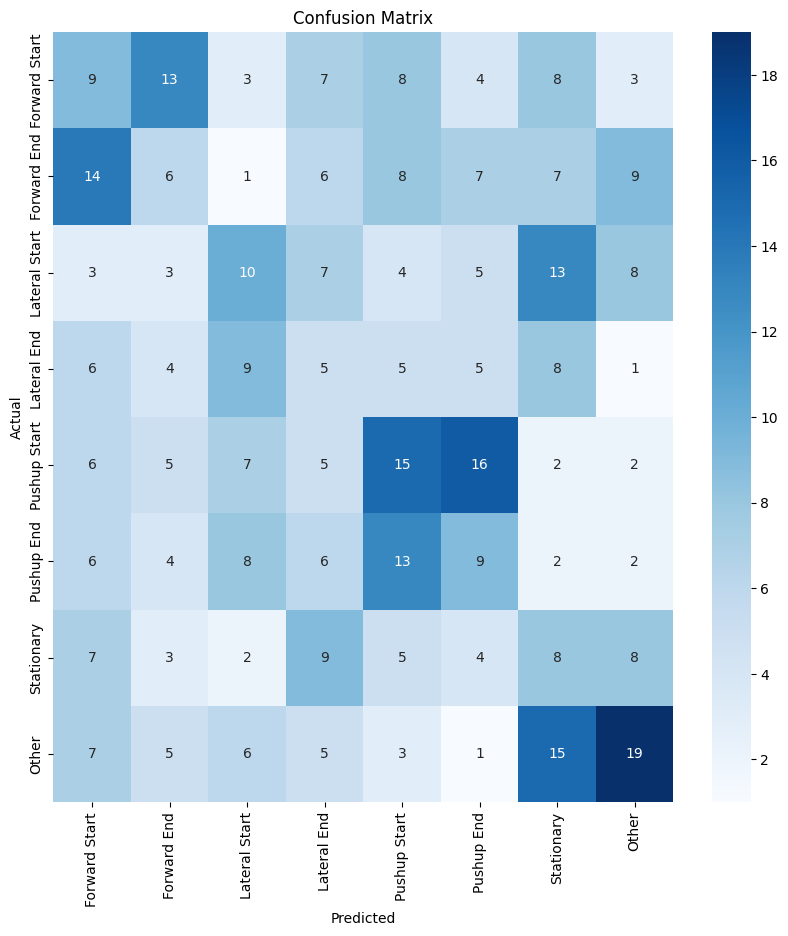 Confusion Matrix
Actual
Forward Start
9 13 3 7 8 4 8 3
Forward End
14 6 1 6 8 7 7 9
Lateral Start
3 3 10 7 4 5 13 8
Lateral End
6 4 9 5 5 5 8 1
Pushup Start
6 5 7 5 15 16 2 2
Pushup End
6 4 8 6 13 9 2 2
Stationary
7 3 2 9 5 4 8 8
Other
7 5 6 5 3 1 15 19
Forward Start
Forward End
Lateral Start
Lateral End
Pushup Start
Pushup End
Stationary
Other
Predicted
18
16
14
12
10
8
6
4
2